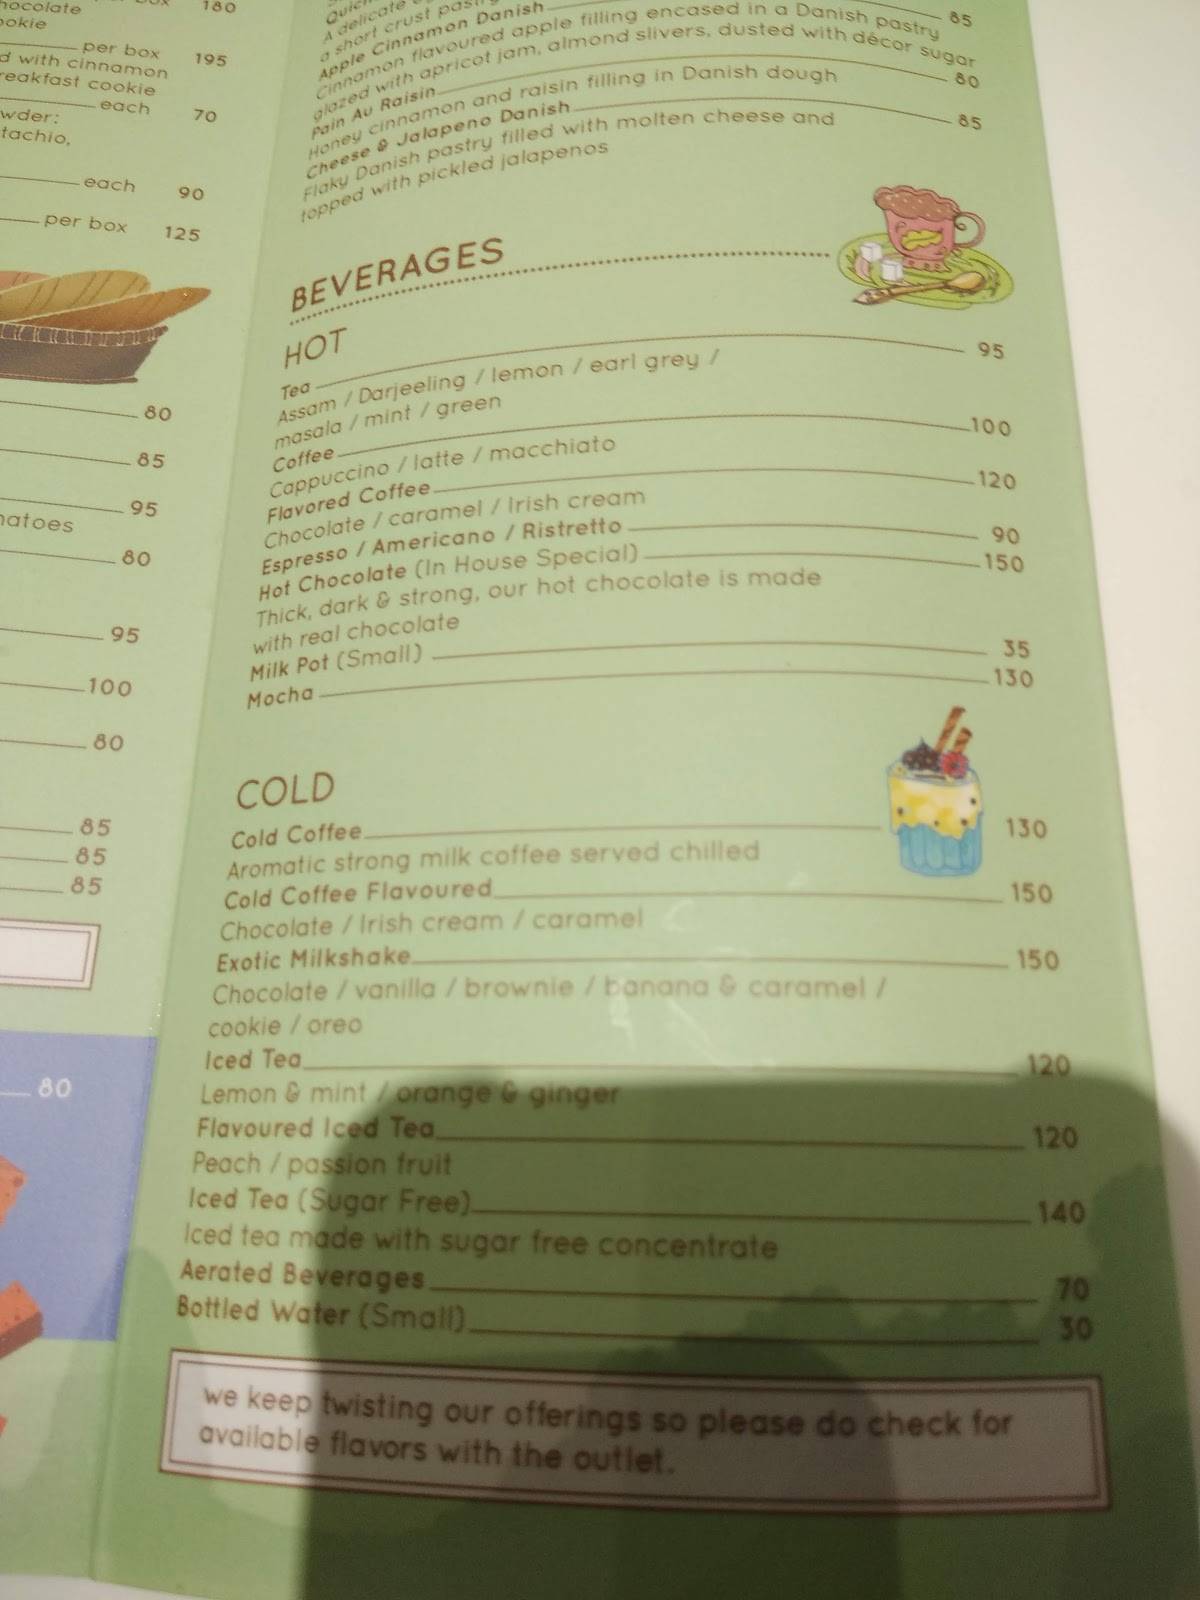 hocolate
ookie
180
per box 195
d with cinnamon
reakfast cookie
each 70
wder:
tachio,
each 90
per box 125
80
85
95
natoes
80
95
100
80
85
85
85
80
A delicate
a short crust
Apple Cinnamon Danish 85
Cinnamon flavoured apple filling encased in a Danish pastry
glazed with apricot jam, almond slivers, dusted with décor sugar
Pain Au Raisin 80
Honey cinnamon and raisin filling in Danish dough
Cheese & Jalapeno Danish 85
Flaky Danish pastry filled with molten cheese and
topped with pickled jalapenos
BEVERAGES
HOT
Tea 95
Assam / Darjeeling / lemon / earl grey /
masala / mint / green
Coffee 100
Cappuccino / latte / macchiato
Flavored Coffee 120
Chocolate / caramel / Irish cream
Espresso / Americano / Ristretto 90
Hot Chocolate (In House Special) 150
Thick, dark & strong, our hot chocolate is made
with real chocolate
Milk Pot (Small) 35
Mocha 130
COLD
Cold Coffee 130
Aromatic strong milk coffee served chilled
Cold Coffee Flavoured 150
Chocolate / Irish cream / caramel
Exotic Milkshake 150
Chocolate / vanilla / brownie / banana & caramel /
cookie / oreo
Iced Tea 120
Lemon & mint / orange & ginger
Flavoured Iced Tea 120
Peach / passion fruit
Iced Tea (Sugar Free) 140
Iced tea made with sugar free concentrate
Aerated Beverages 70
Bottled Water (Small) 30
we keep twisting our offerings so please do check for
available flavors with the outlet.